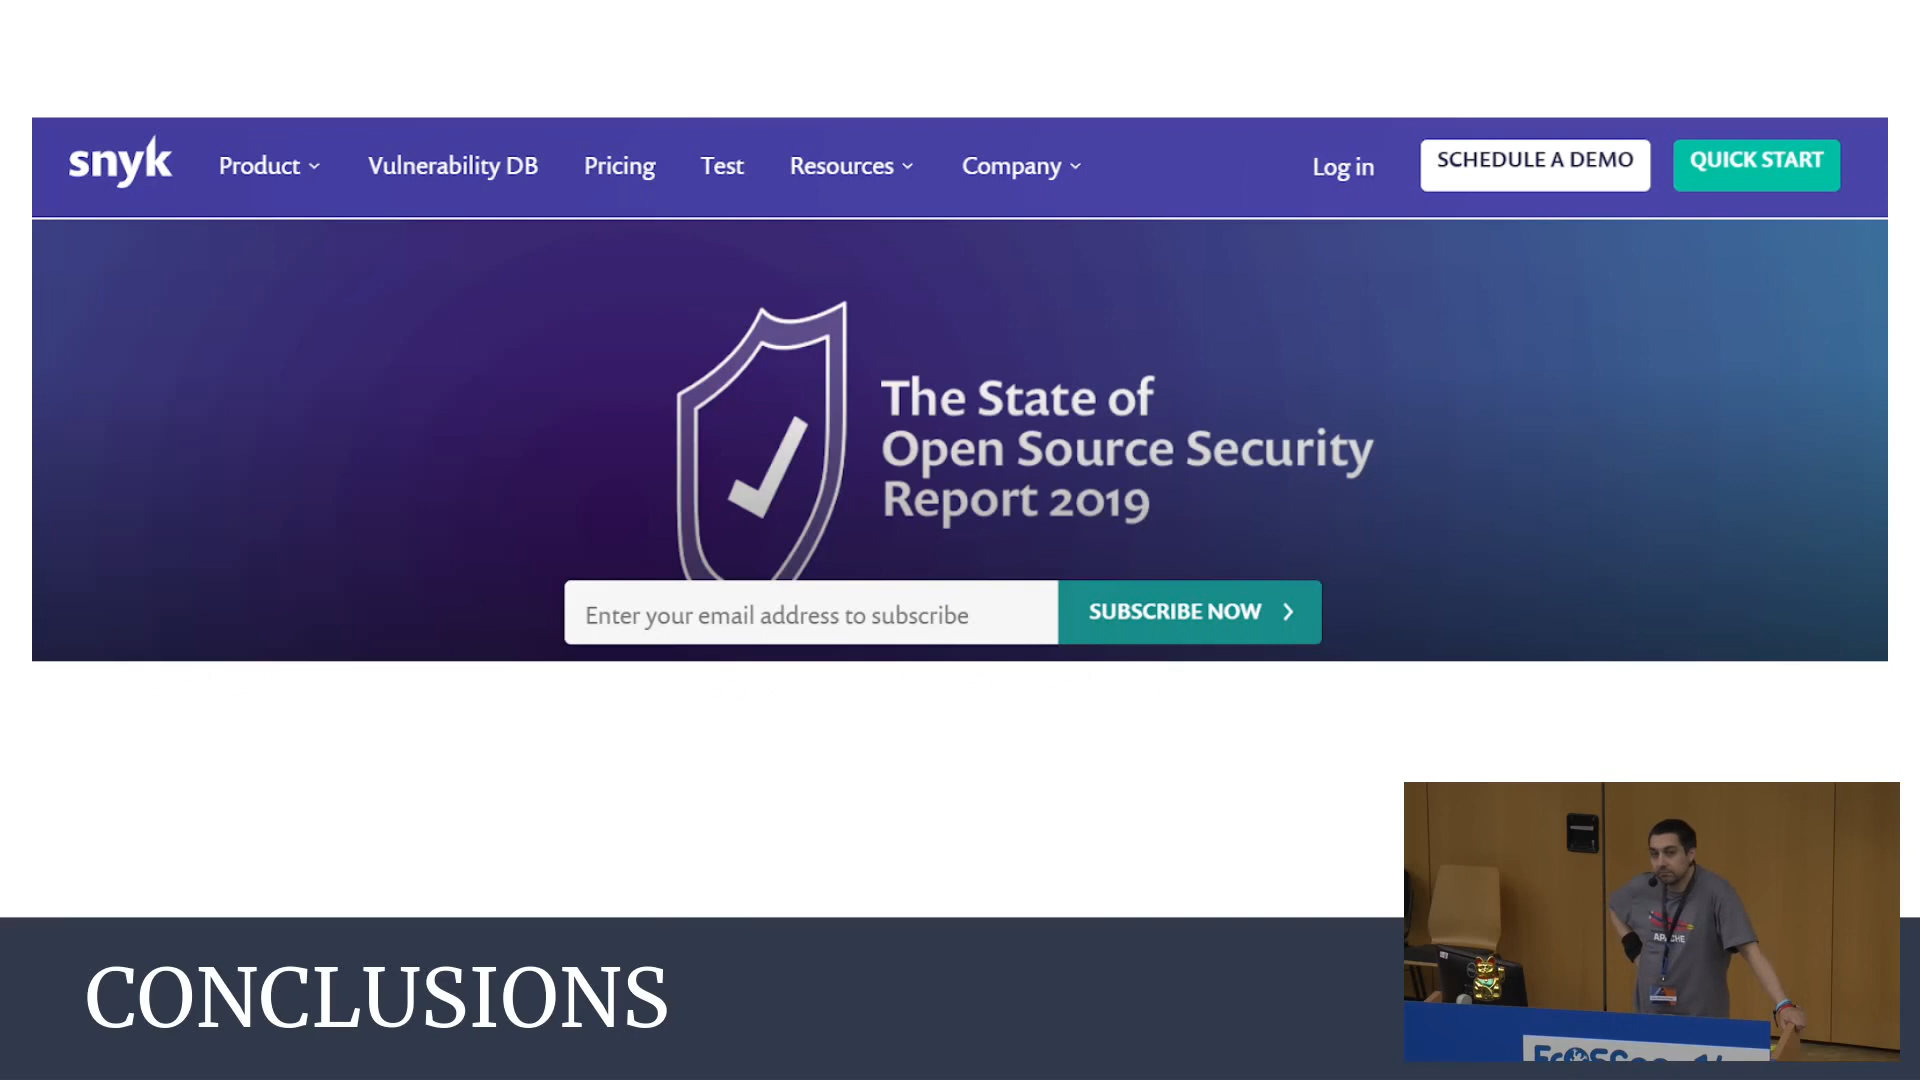 snyk
Product
Vulnerability DB
Pricing
Test
Resources
Company
Log in
SCHEDULE A DEMO
QUICK START
The State of
Open Source Security
Report 2019
Enter your email address to subscribe
SUBSCRIBE NOW
CONCLUSIONS
APACHE